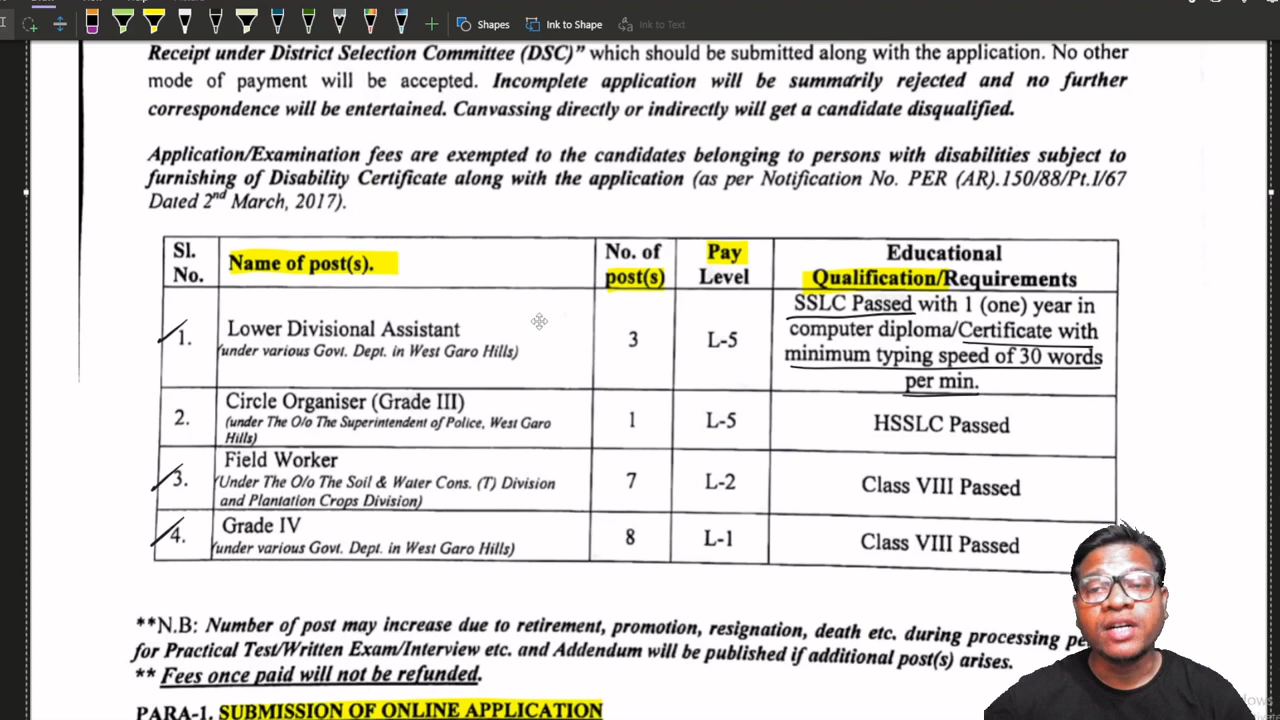 Shapes
Ink to Shape
Ink to Text
Receipt under District Selection Committee (DSC)" which should be submitted along with the application. No other
mode of payment will be accepted. Incomplete application will be summarily rejected and no further
correspondence will be entertained. Canvassing directly or indirectly will get a candidate disqualified.
Application/Examination fees are exempted to the candidates belonging to persons with disabilities subject to
furnishing of Disability Certificate along with the application (as per Notification No. PER (AR).150/88/Pt.I/67
Dated 2nd March, 2017).
Sl. No.
Name of post(s).
No. of post(s)
Pay Level
Educational Qualification/Requirements
1.
Lower Divisional Assistant
(under various Govt. Dept. in West Garo Hills)
3
L-5
SSLC Passed with 1 (one) year in
computer diploma/Certificate with
minimum typing speed of 30 words
per min.
2.
Circle Organiser (Grade III)
(under The O/o The Superintendent of Police, West Garo
Hills)
1
L-5
HSSLC Passed
3.
Field Worker
(Under The O/o The Soil & Water Cons. (T) Division
and Plantation Crops Division)
7
L-2
Class VIII Passed
4.
Grade IV
(under various Govt. Dept. in West Garo Hills)
8
L-1
Class VIII Passed
**N.B: Number of post may increase due to retirement, promotion, resignation, death etc. during processing
for Practical Test/Written Exam/Interview etc. and Addendum will be published if additional post(s) arises.
** Fees once paid will not be refunded.
PARA-1. SUBMISSION OF ONLINE APPLICATION